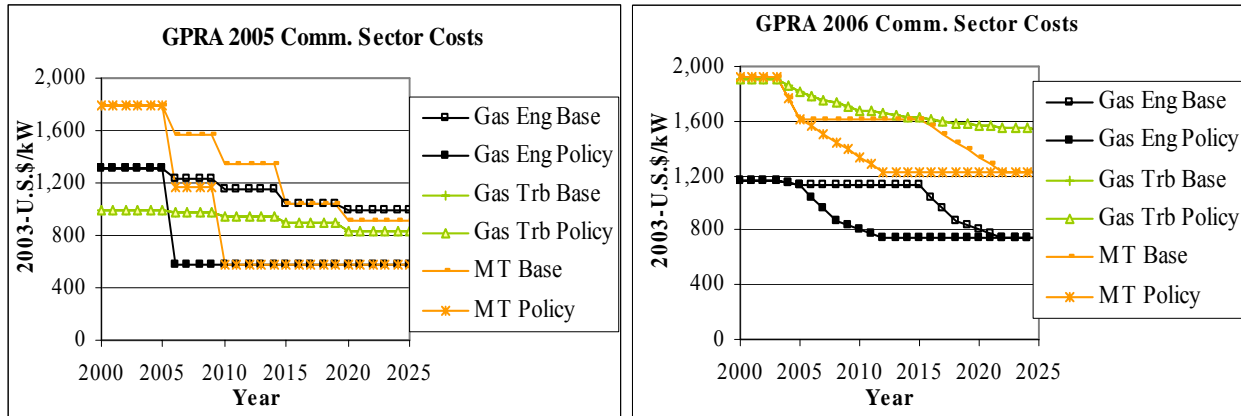 GPRA 2005 Comm. Sector Costs
2003-U.S.$/kW
2,000
1,600
1,200
800
400
0
2000 2005 2010 2015 2020 2025
Year
Gas Eng Base
Gas Eng Policy
Gas Trb Base
Gas Trb Policy
MT Base
MT Policy
GPRA 2006 Comm. Sector Costs
2003-U.S.$/kW
2,000
1,600
1,200
800
400
0
2000 2005 2010 2015 2020 2025
Year
Gas Eng Base
Gas Eng Policy
Gas Trb Base
Gas Trb Policy
MT Base
MT Policy